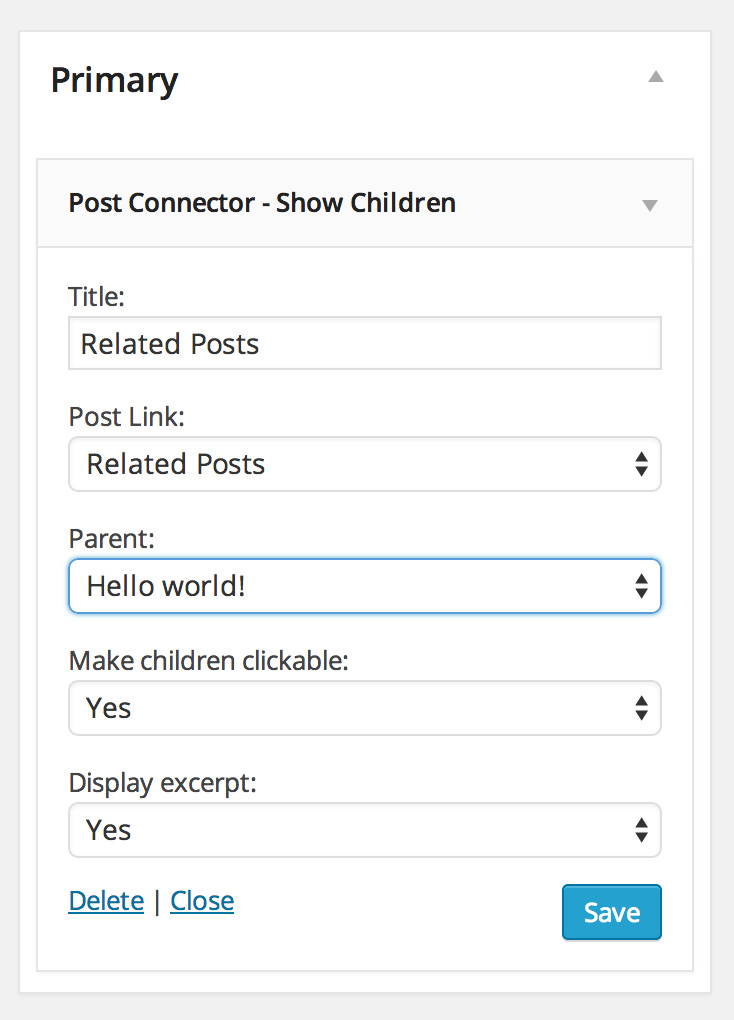 Primary
Post Connector - Show Children
Title:
Related Posts
Post Link:
Related Posts
Parent:
Hello world!
Make children clickable:
Yes
Display excerpt:
Yes
Delete | Close
Save